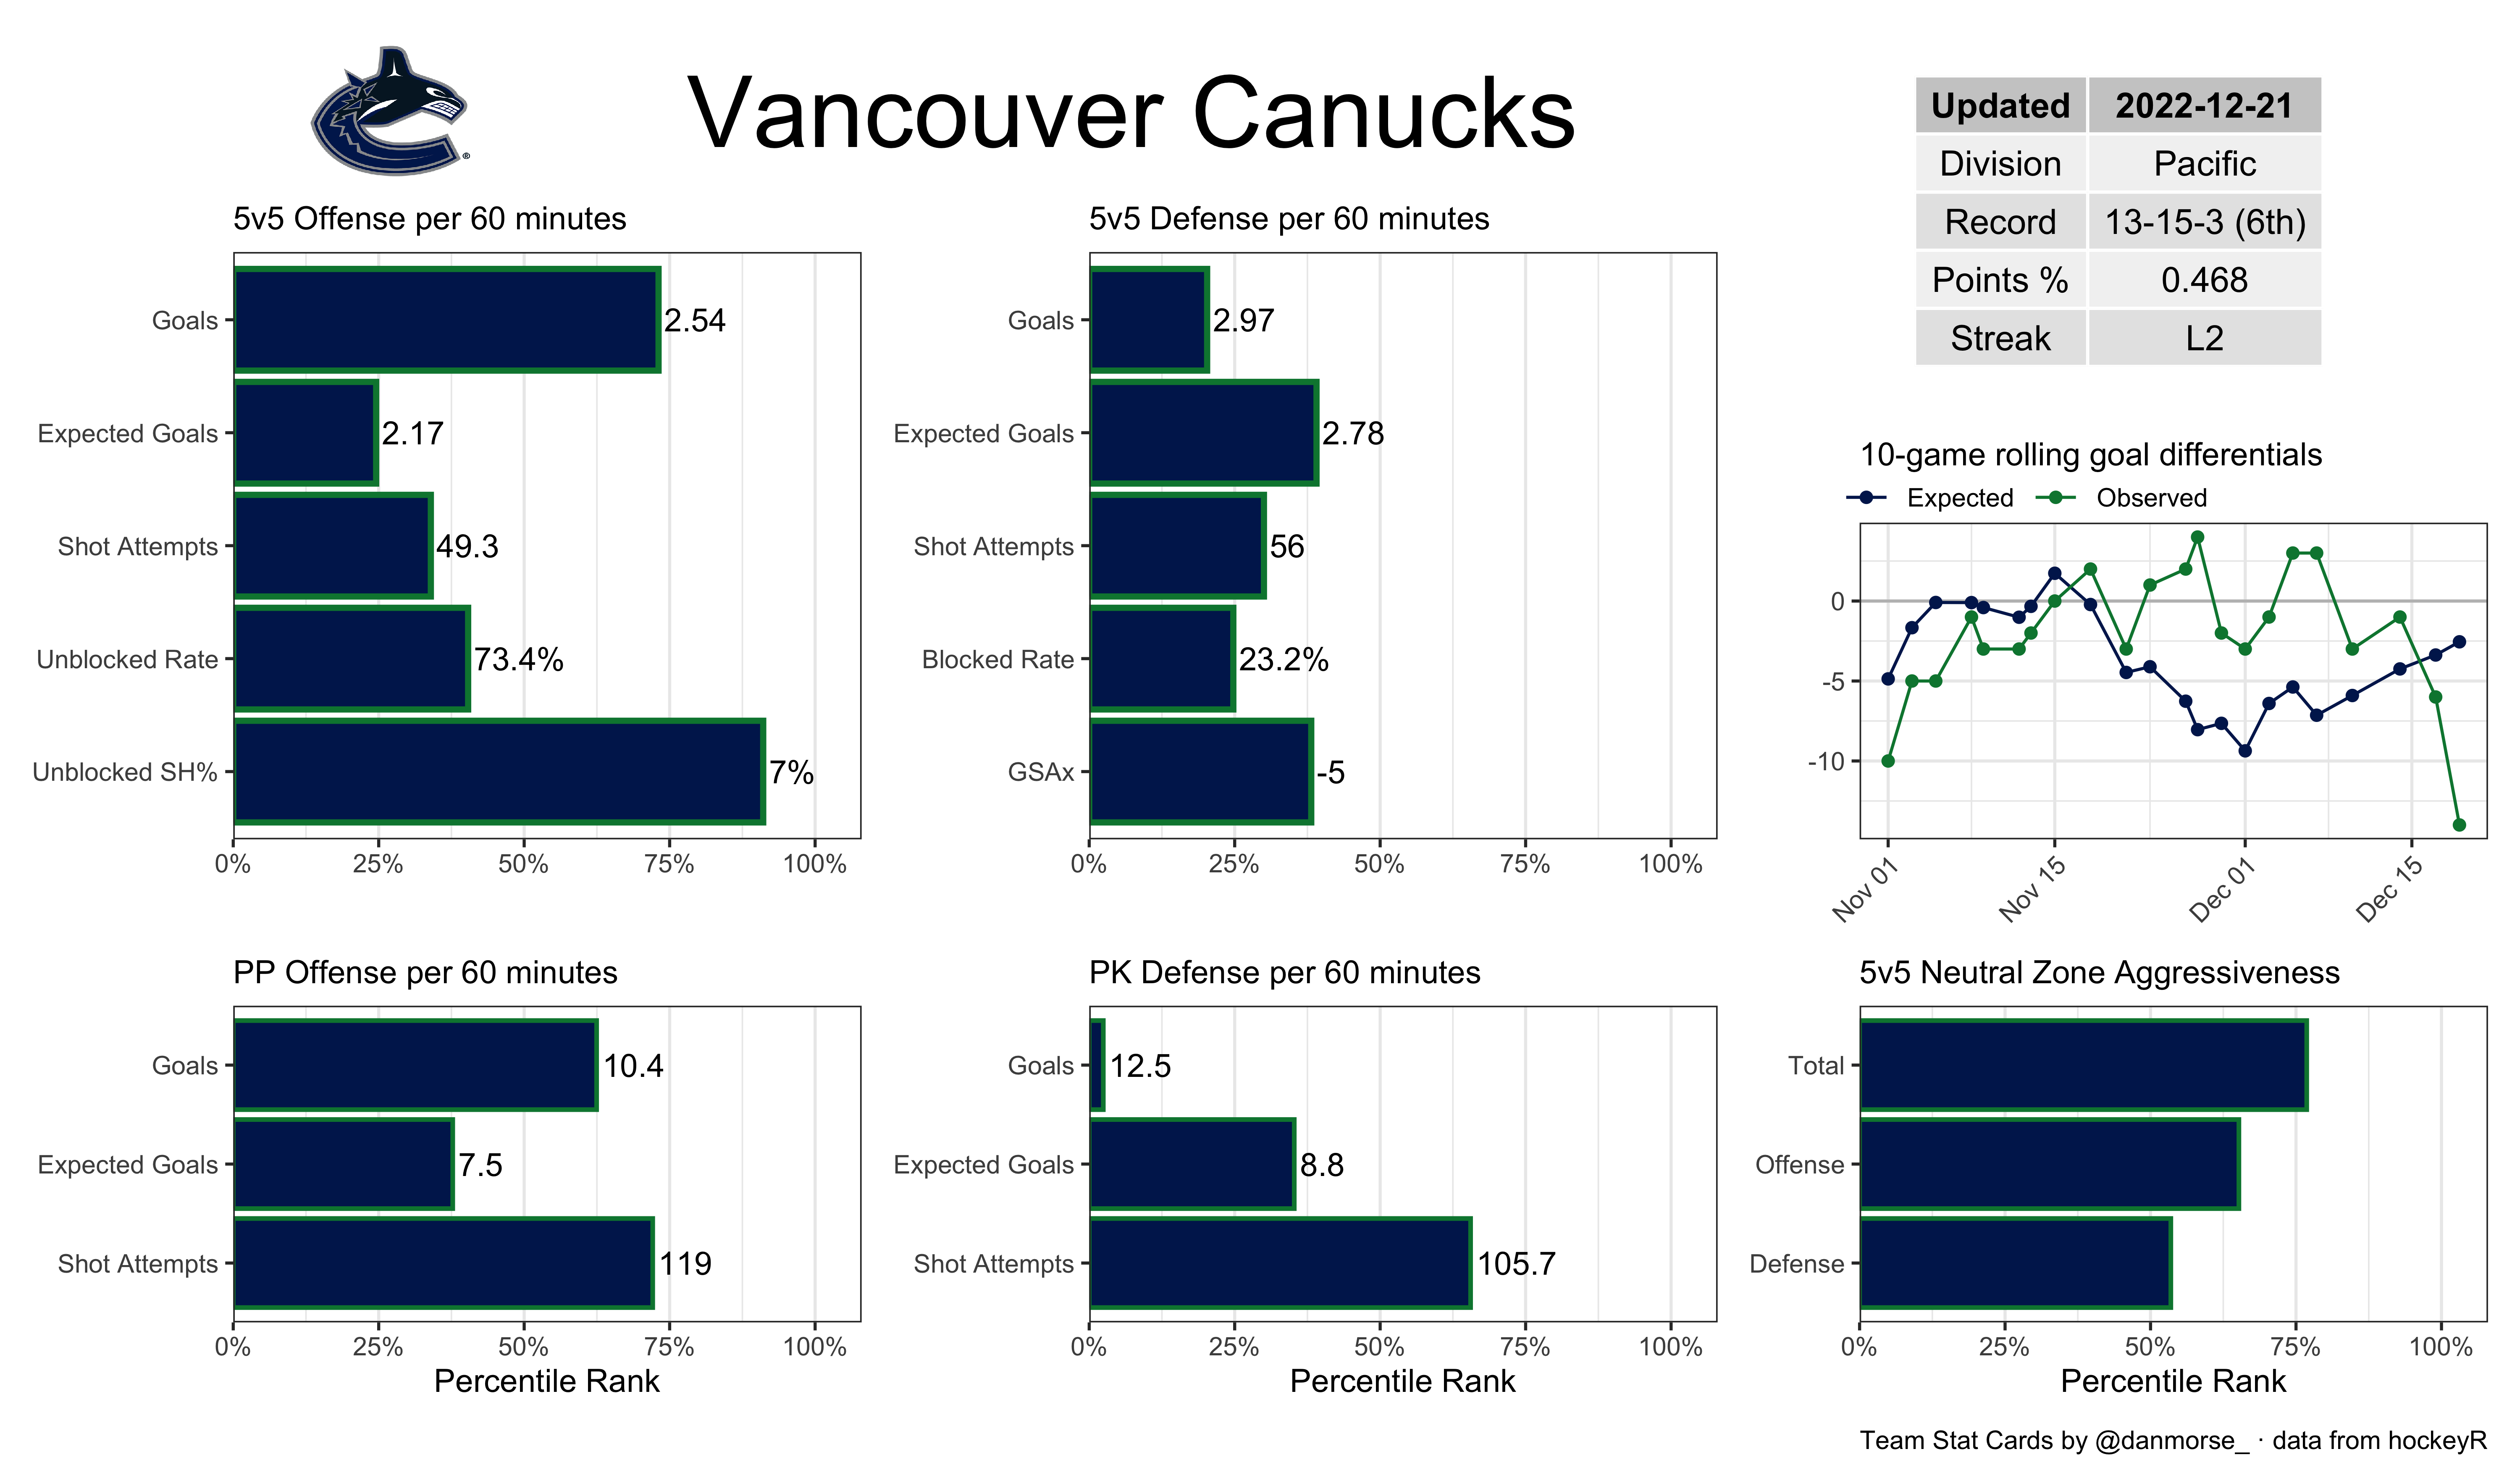 Vancouver Canucks
®
Updated 2022-12-21
Division Pacific
Record 13-15-3 (6th)
Points % 0.468
Streak L2
5v5 Offense per 60 minutes
Goals 2.54
Expected Goals 2.17
Shot Attempts 49.3
Unblocked Rate 73.4%
Unblocked SH% 7%
0% 25% 50% 75% 100%
5v5 Defense per 60 minutes
Goals 2.97
Expected Goals 2.78
Shot Attempts 56
Blocked Rate 23.2%
GSAx -5
0% 25% 50% 75% 100%
10-game rolling goal differentials
Expected Observed
0
-5
-10
Nov 01 Nov 15 Dec 01 Dec 15
PP Offense per 60 minutes
Goals 10.4
Expected Goals 7.5
Shot Attempts 119
0% 25% 50% 75% 100%
Percentile Rank
PK Defense per 60 minutes
Goals 12.5
Expected Goals 8.8
Shot Attempts 105.7
0% 25% 50% 75% 100%
Percentile Rank
5v5 Neutral Zone Aggressiveness
Total
Offense
Defense
0% 25% 50% 75% 100%
Percentile Rank
Team Stat Cards by @danmorse_ · data from hockeyR